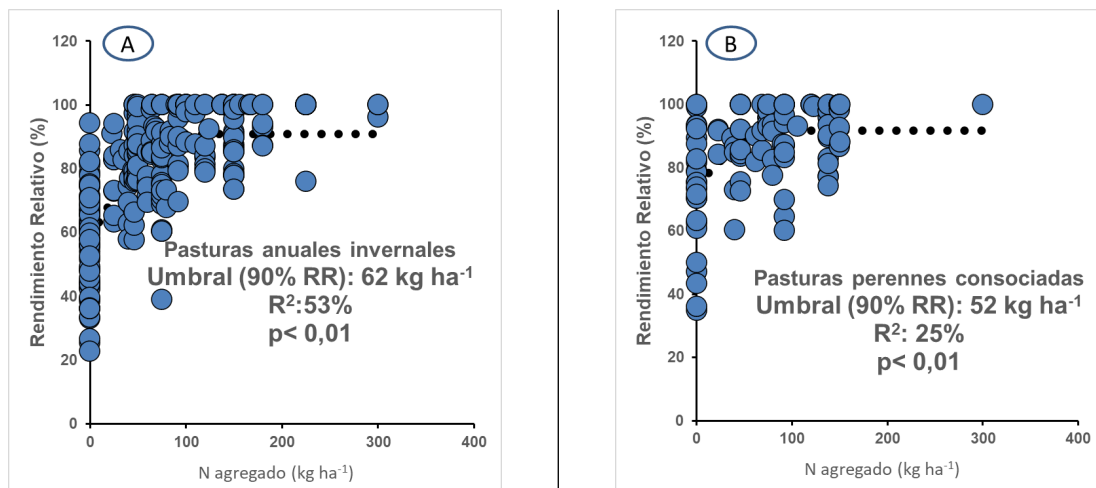 A
120
100
80
60
40
20
0
Rendimiento Relativo (%)
Pasturas anuales invernales
Umbral (90% RR): 62 kg ha⁻¹
R²:53%
p< 0,01
0 100 200 300 400
N agregado (kg ha⁻¹)
B
120
100
80
60
40
20
0
Rendimiento Relativo (%)
Pasturas perennes consociadas
Umbral (90% RR): 52 kg ha⁻¹
R²: 25%
p< 0,01
0 100 200 300 400
N agregado (kg ha⁻¹)